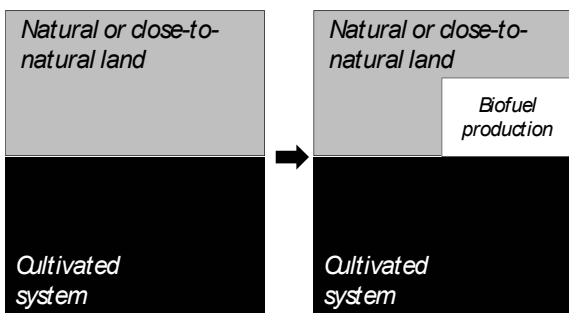 Natural or close-to-
natural land
Cultivated
system
Natural or close-to-
natural land
Biofuel
production
Cultivated
system